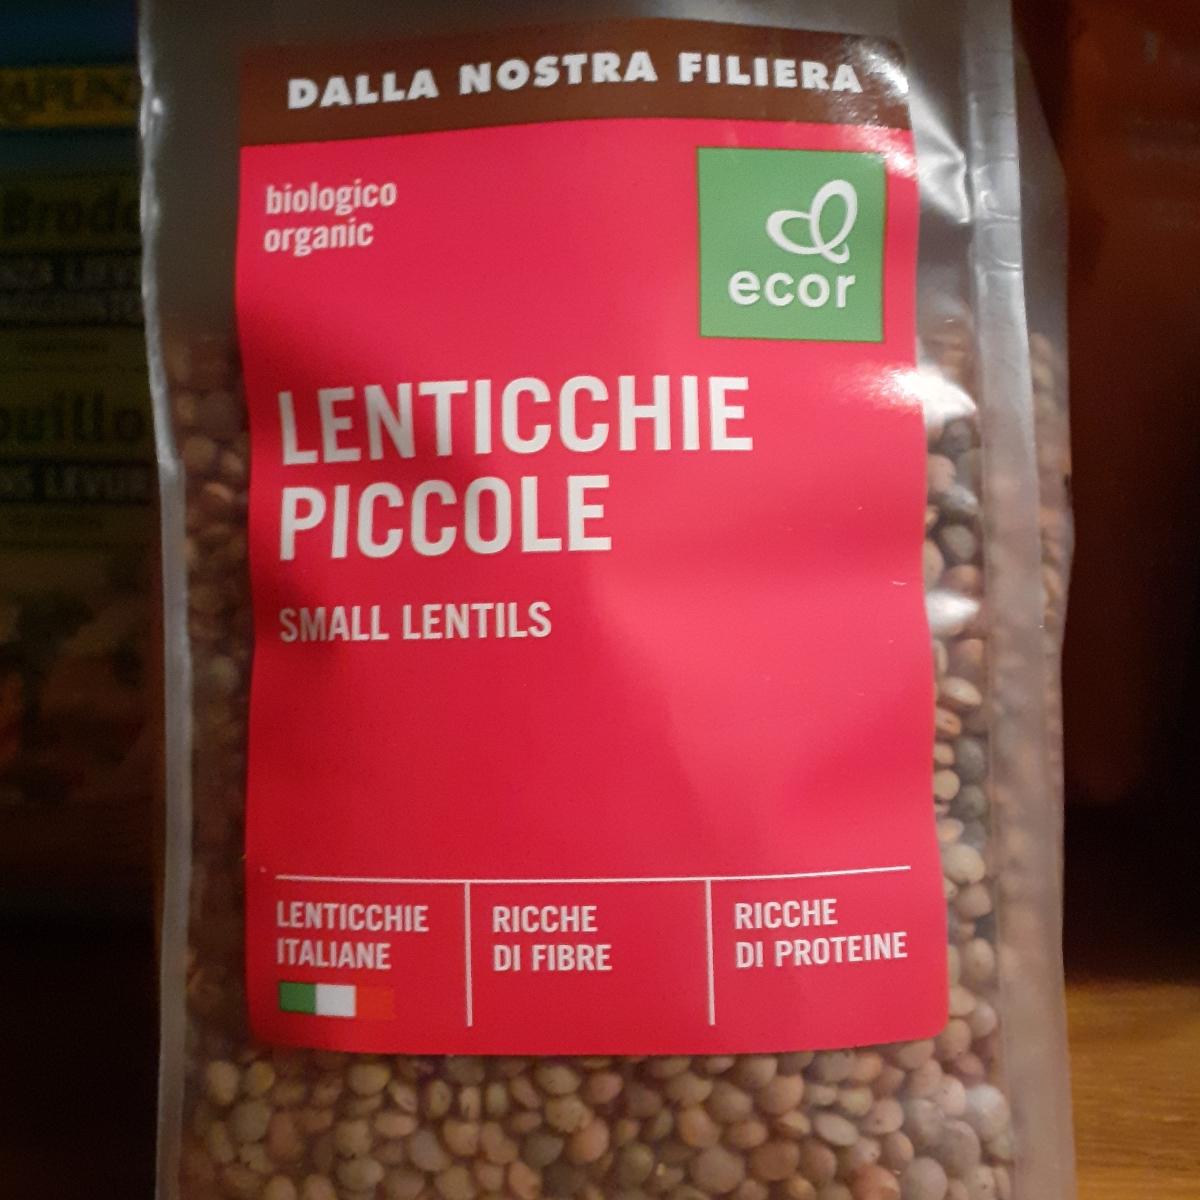 DALLA NOSTRA FILIERA
biologico
organic
ecor
LENTICCHIE
PICCOLE
SMALL LENTILS
LENTICCHIE
ITALIANE
RICCHE
DI FIBRE
RICCHE
DI PROTEINE